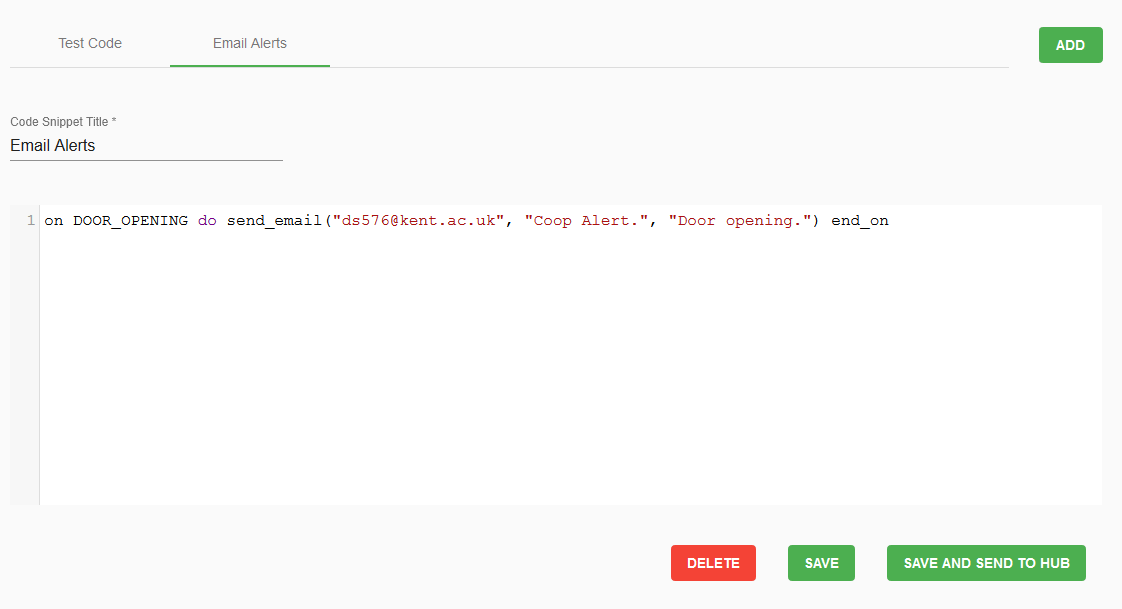 Test Code
Email Alerts
ADD
Code Snippet Title *
Email Alerts
1 on DOOR_OPENING do send_email("ds576@kent.ac.uk", "Coop Alert.", "Door opening.") end_on
DELETE
SAVE
SAVE AND SEND TO HUB